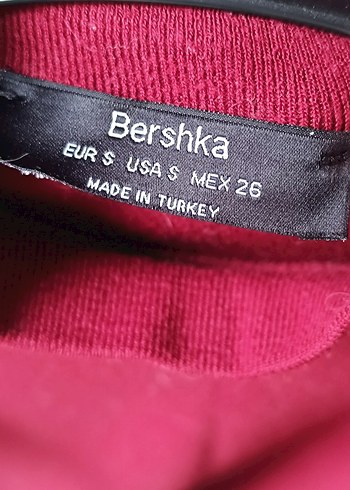 Bershka
EUR S USA S MEX 26
MADE IN TURKEY